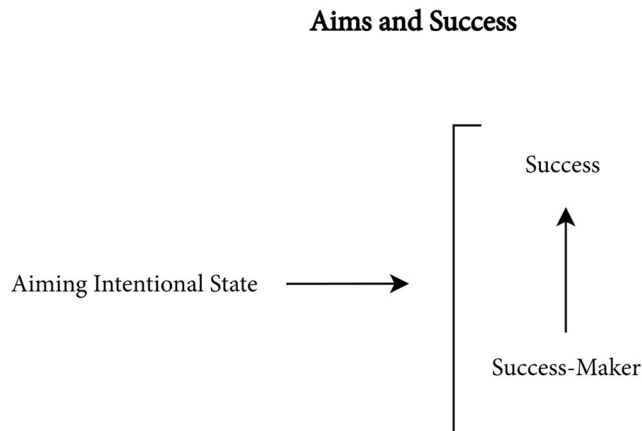 Aims and Success
Success
Aiming Intentional State
Success-Maker